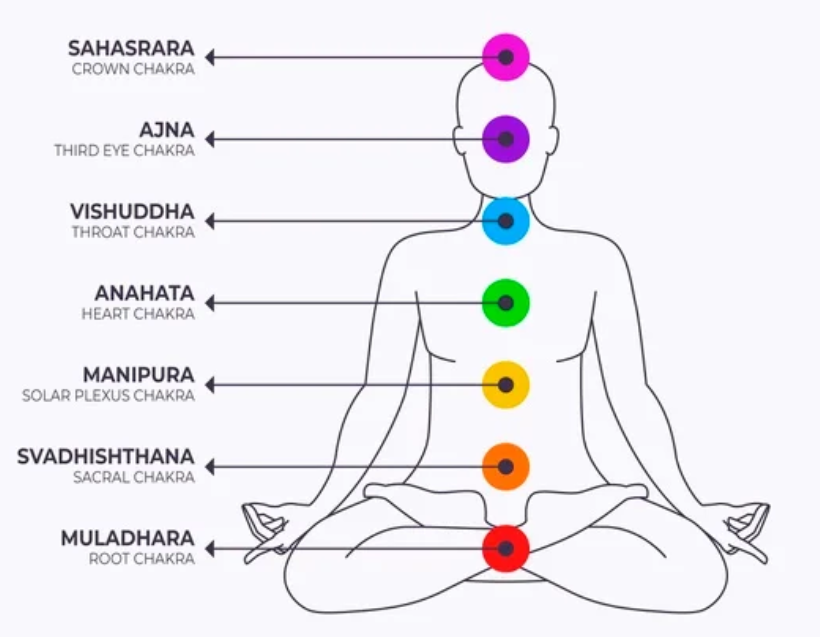 SAHASRARA
CROWN CHAKRA
AJNA
THIRD EYE CHAKRA
VISHUDDHA
THROAT CHAKRA
ANAHATA
HEART CHAKRA
MANIPURA
SOLAR PLEXUS CHAKRA
SVADHISHTHANA
SACRAL CHAKRA
MULADHARA
ROOT CHAKRA